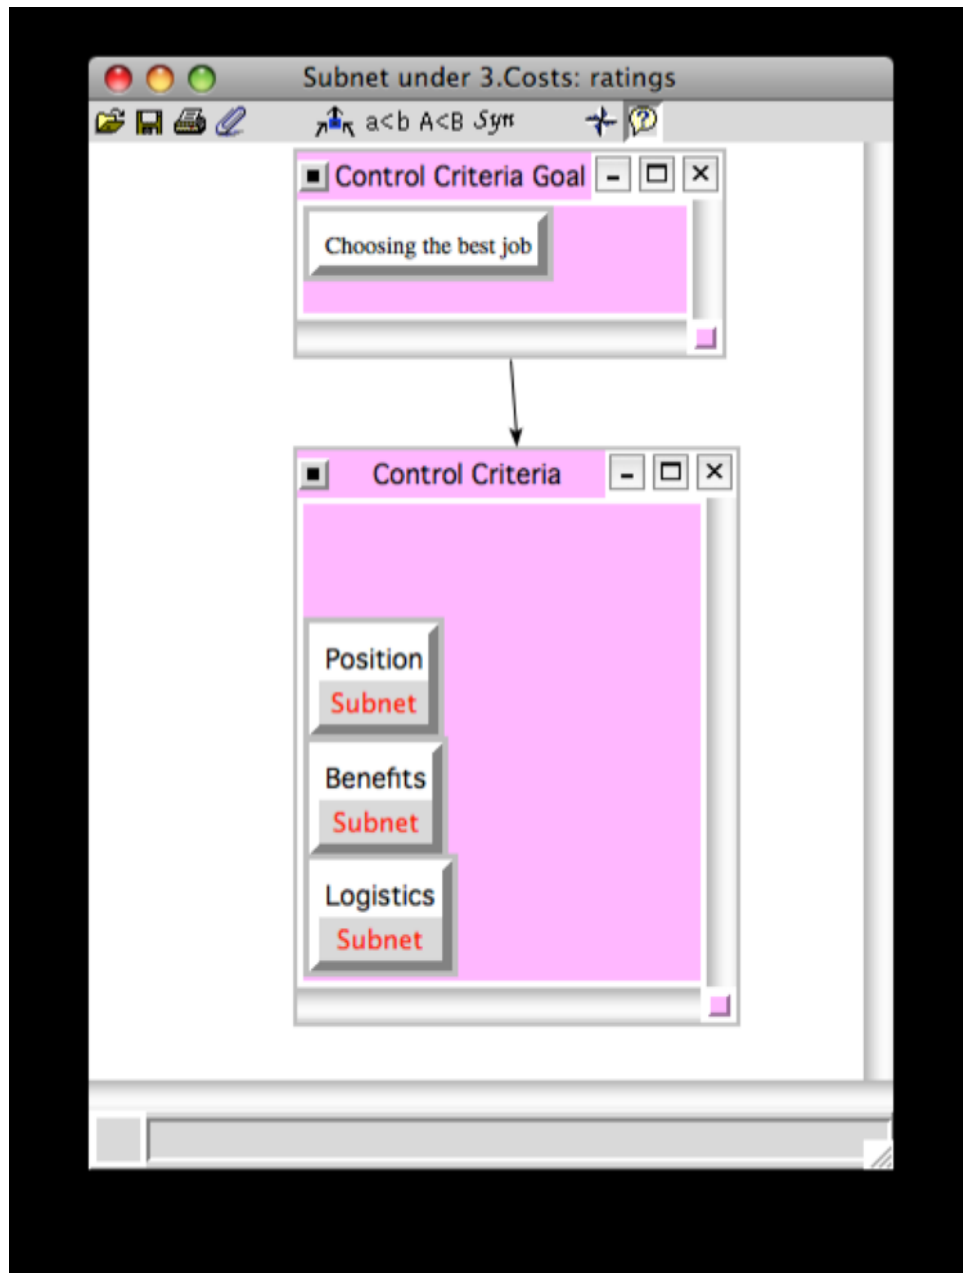 Subnet under 3.Costs: ratings
a<b A<B Syn
Control Criteria Goal
Choosing the best job
Control Criteria
Position
Subnet
Benefits
Subnet
Logistics
Subnet